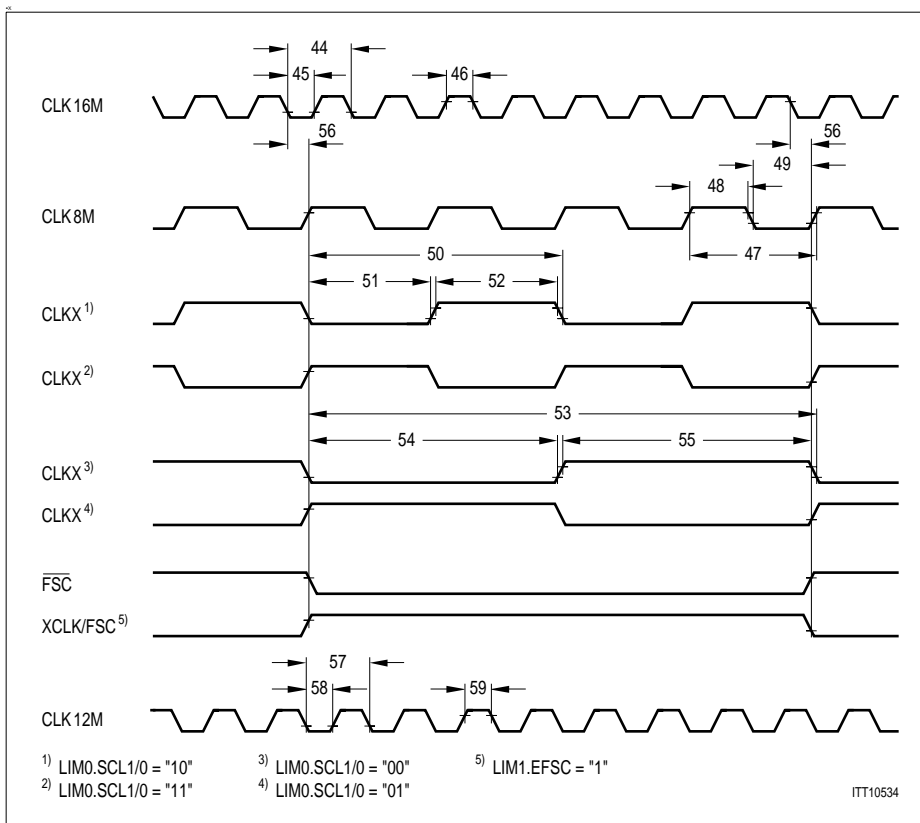 44
45
46
CLK16M
56
56
49
48
CLK8M
50
47
51
52
CLKX 1)
CLKX 2)
53
54
55
CLKX 3)
CLKX 4)
FSC
XCLK/FSC 5)
57
58
59
CLK12M
1) LIM0.SCL1/0 = "10"
3) LIM0.SCL1/0 = "00"
5) LIM1.EFSC = "1"
2) LIM0.SCL1/0 = "11"
4) LIM0.SCL1/0 = "01"
ITT10534